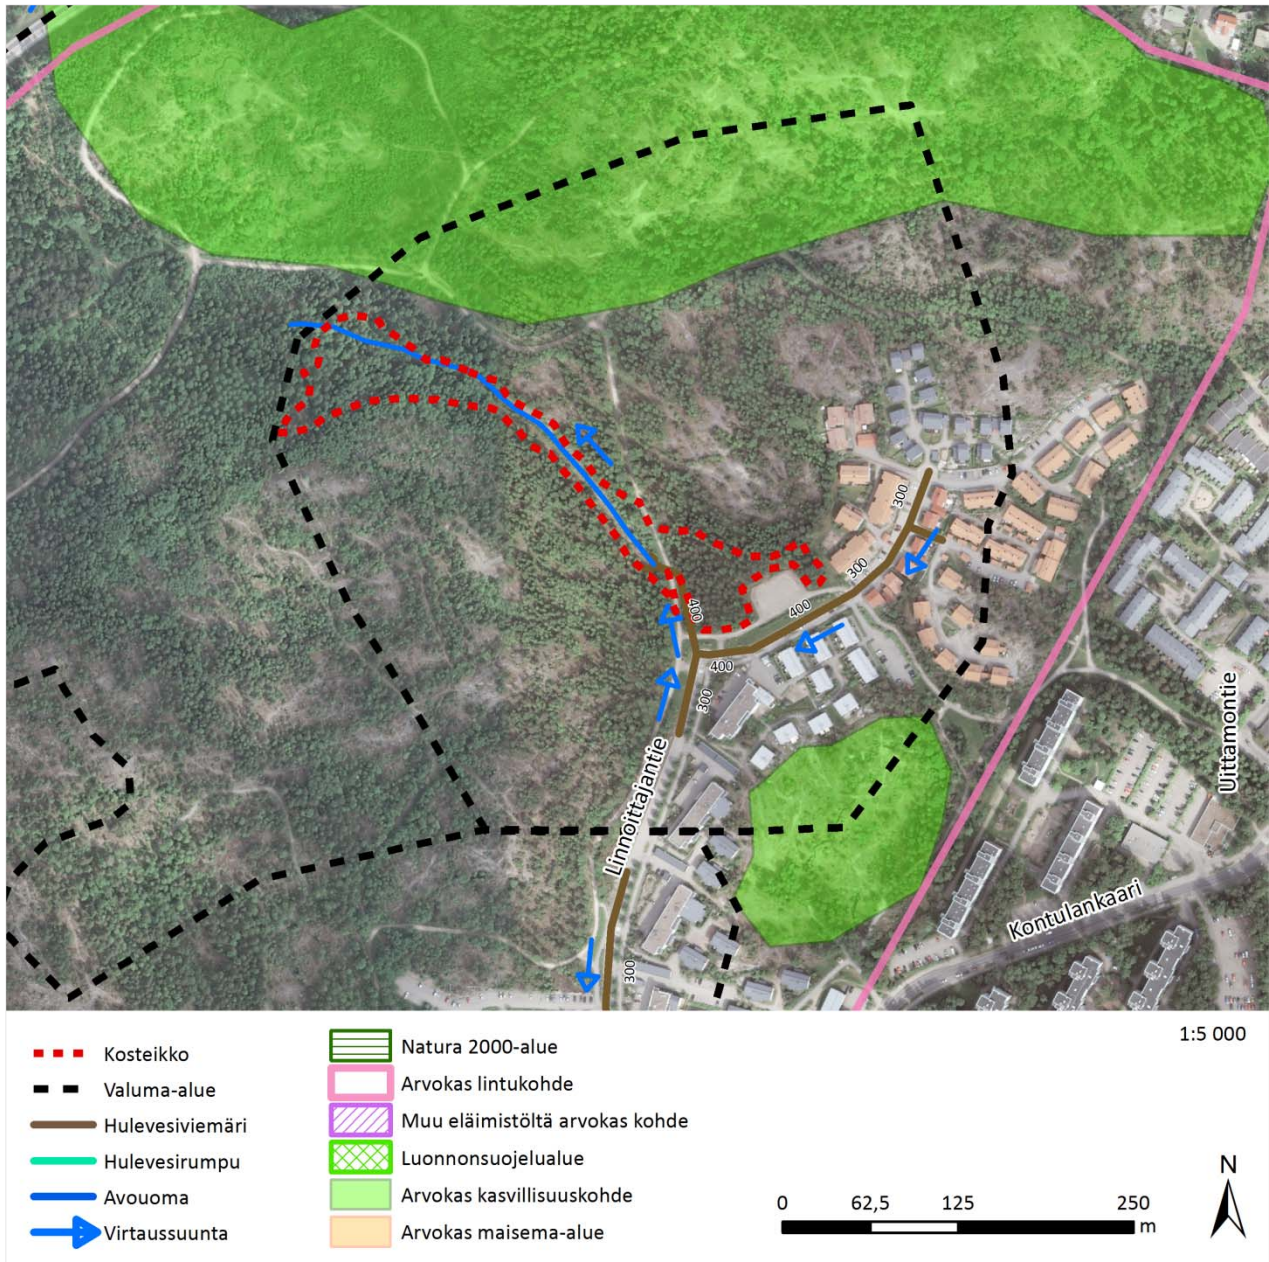 300
300
400
400
400
300
Linnoittajantie
300
Uittamontie
Kontulankaari
Kosteikko
Valuma-alue
Hulevesiviemäri
Hulevesirumpu
Avouoma
Virtaussuunta
Natura 2000-alue
Arvokas lintukohde
Muu eläimistöltä arvokas kohde
Luonnonsuojelualue
Arvokas kasvillisuuskohde
Arvokas maisema-alue
1:5 000
0 62,5 125 250
m
N